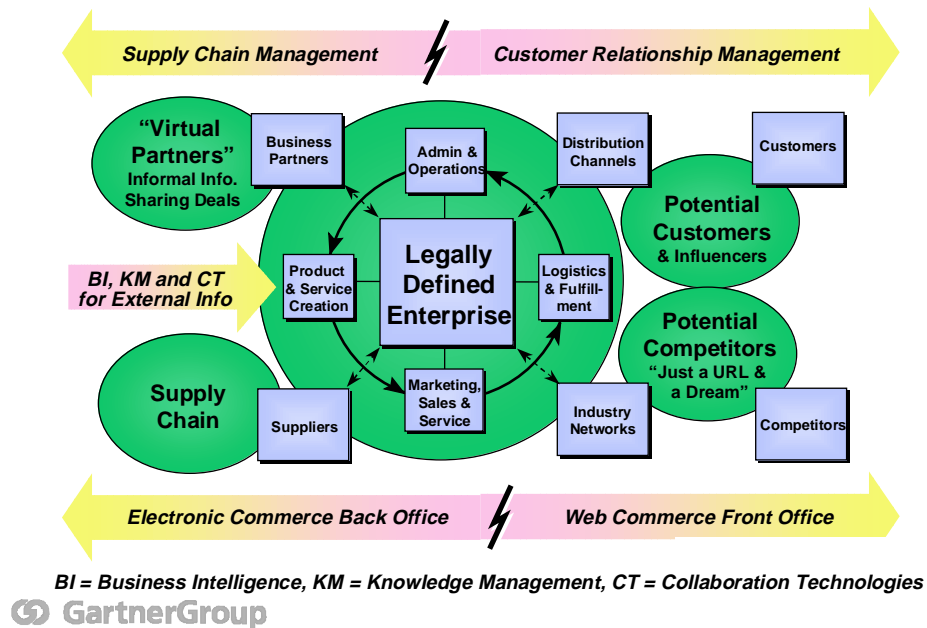 Supply Chain Management
Customer Relationship Management
“Virtual
Partners”
Informal Info.
Sharing Deals
Business
Partners
Admin &
Operations
Distribution
Channels
Customers
Potential
Customers
& Influencers
BI, KM and CT
for External Info
Product
& Service
Creation
Legally
Defined
Enterprise
Logistics
& Fulfill-
ment
Potential
Competitors
“Just a URL &
a Dream”
Supply
Chain
Suppliers
Marketing,
Sales &
Service
Industry
Networks
Competitors
Electronic Commerce Back Office
Web Commerce Front Office
BI = Business Intelligence, KM = Knowledge Management, CT = Collaboration Technologies
GartnerGroup